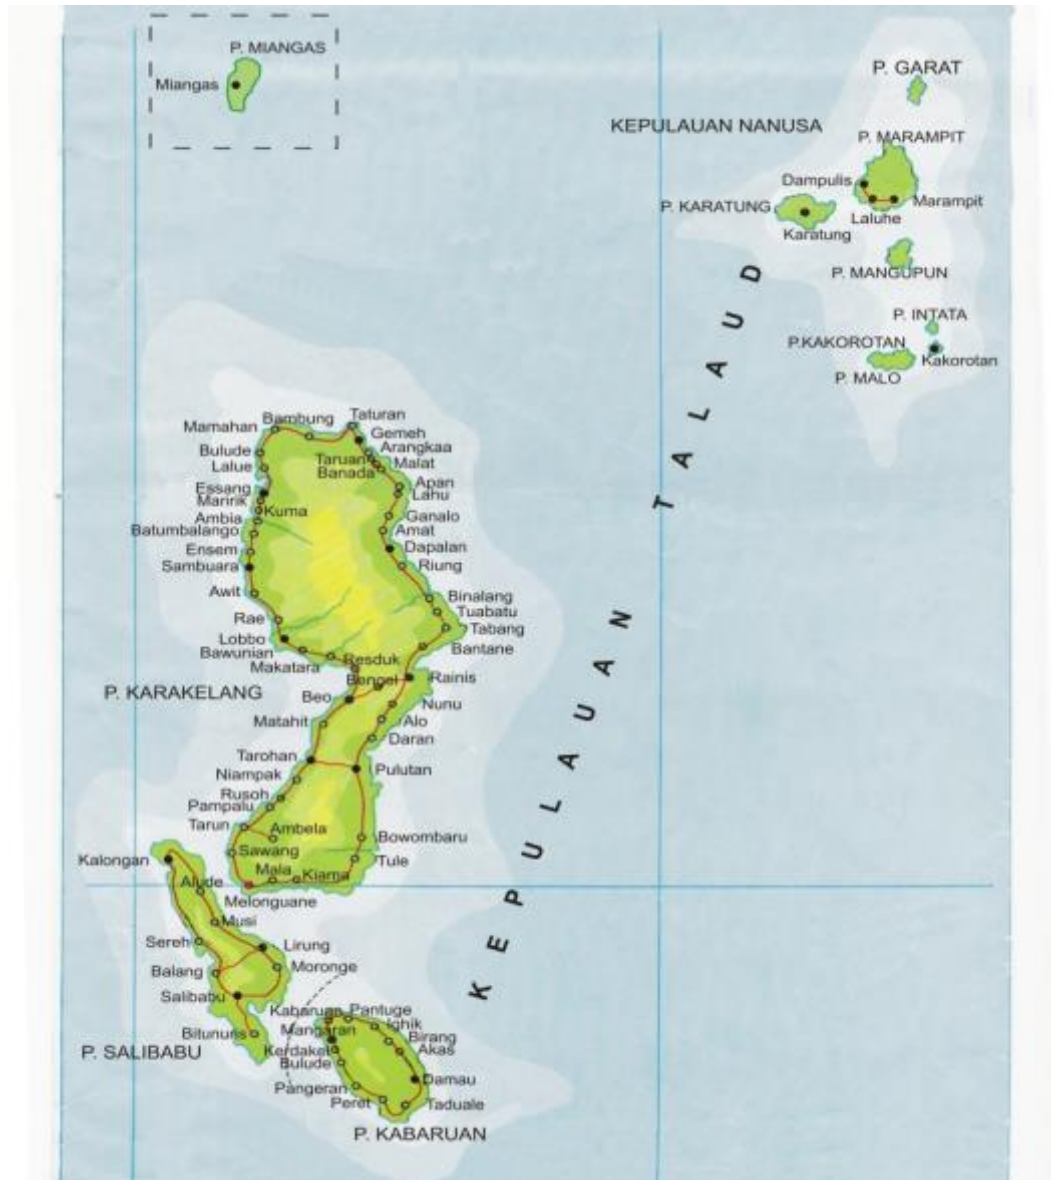 P. MIANGAS
Miangas
P. GARAT
KEPULAUAN NANUSA
P. MARAMPIT
Dampulis
Marampit
Laluhe
P. KARATUNG
Karatung
P. MANGUPUN
P. INTATA
P.KAKOROTAN
Kakorotan
P. MALO
KEPULAUAN TALAUD
Taturan
Bambung
Mamahan
Gemeh
Arangkaa
Bulude
Taruan
Malat
Lalue
Banada
Apan
Essang
Lahu
Maririk
Kuma
Ganalo
Ambia
Batumbalango
Amat
Ensem
Dapalan
Sambuara
Riung
Awit
Binalang
Tuabatu
Rae
Tabang
Lobbo
Bantane
Bawunian
Resduk
Makatara
Bengel
Rainis
P. KARAKELANG
Beo
Nunu
Matahit
Alo
Daran
Tarohan
Pulutan
Niampak
Rusoh
Pampalu
Tarun
Ambela
Bowombaru
Sawang
Kalongan
Tule
Mala
Kiama
Alude
Melonguane
Musi
Sereh
Lirung
Balang
Moronge
Salibabu
Kabaruan
Pantuge
Mangaran
Ighik
Bitunuris
Birang
P. SALIBABU
Kerdakel
Akas
Bulude
Damau
Pangeran
Peret
Taduale
P. KABARUAN